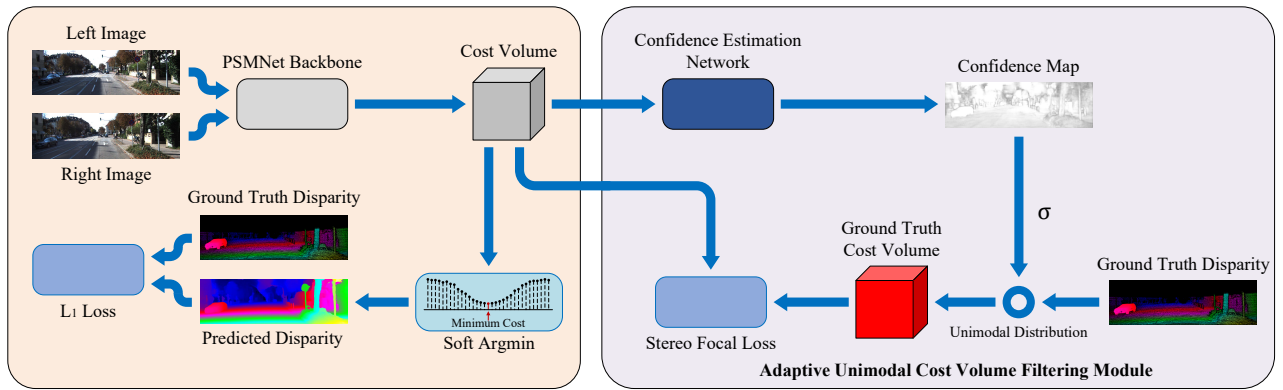 Left Image
Right Image
PSMNet Backbone
Cost Volume
Ground Truth Disparity
L1 Loss
Predicted Disparity
Minimum Cost
Soft Argmin
Confidence Estimation
Network
Confidence Map
σ
Ground Truth
Cost Volume
Ground Truth Disparity
Unimodal Distribution
Stereo Focal Loss
Adaptive Unimodal Cost Volume Filtering Module